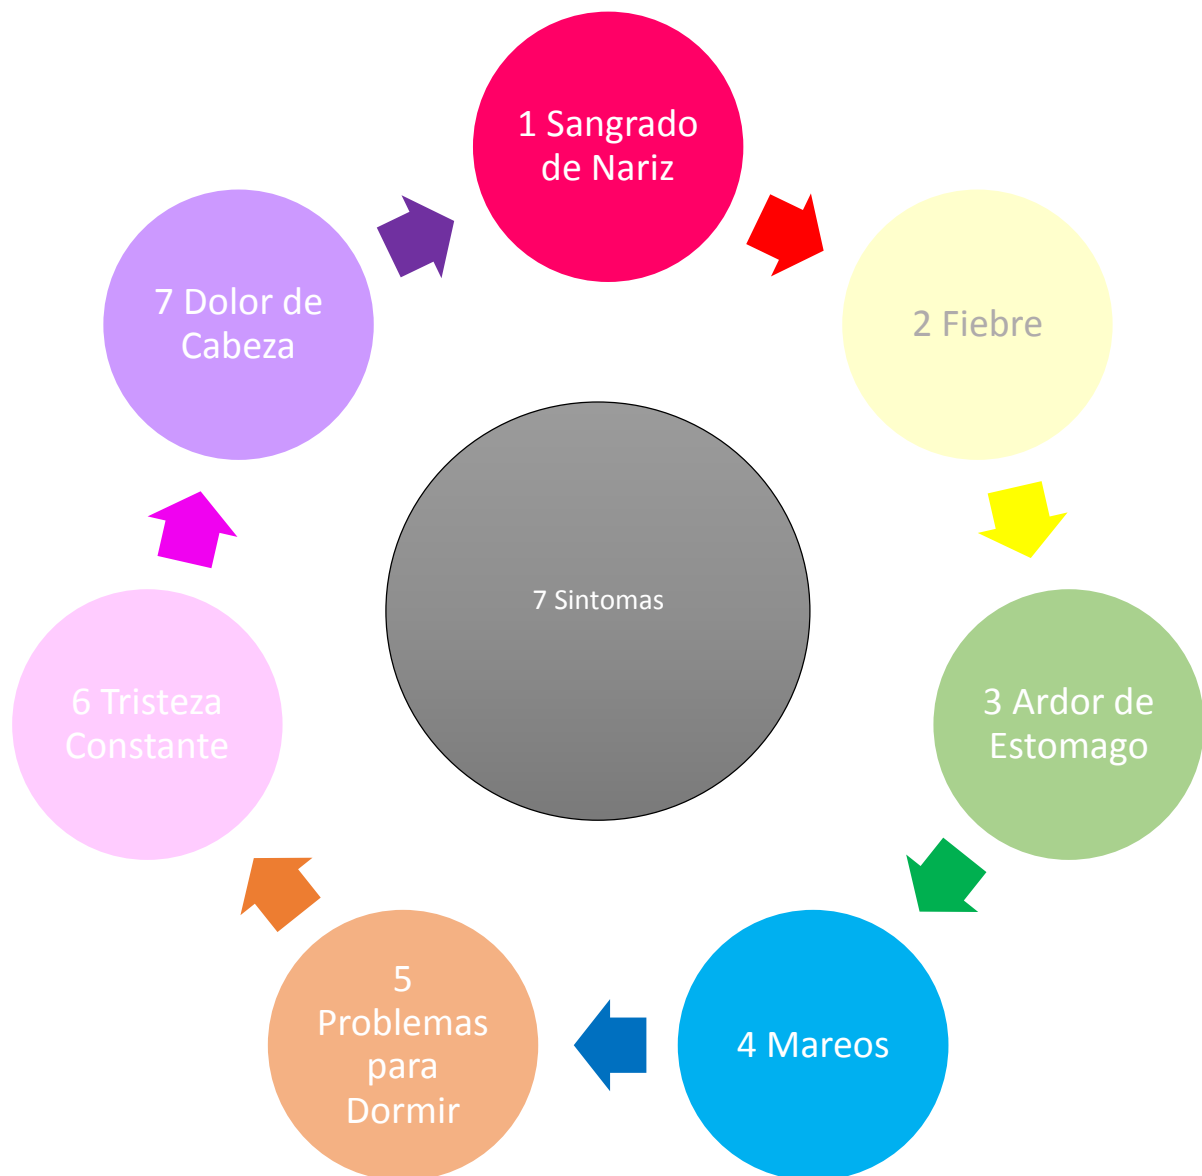 1 Sangrado
de Nariz
2 Fiebre
3 Ardor de
Estomago
4 Mareos
5
Problemas
para
Dormir
6 Tristeza
Constante
7 Dolor de
Cabeza
7 Sintomas